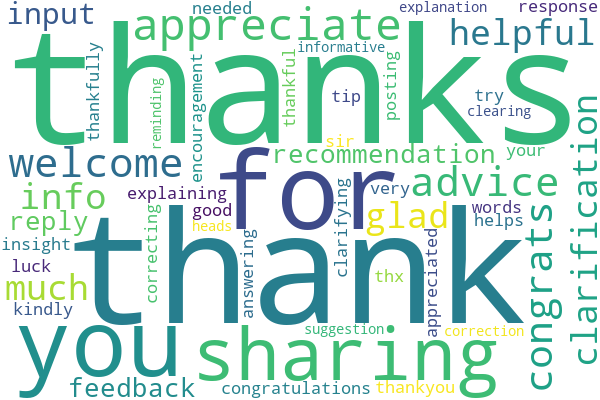 input
appreciate
needed
explanation
response
helpful
thanks
thankfully
reminding
encouragement
thankful
informative
tip
posting
try
clearing
welcome
for
recommendation
sir
your
info
explaining
good
heads
very
glad
advice
words
helps
reply
insight
luck
much
kindly
correcting
thank
answering
clarifying
thx
appreciated
congrats
clarification
you
sharing
suggestion
correction
feedback
congratulations
thankyou